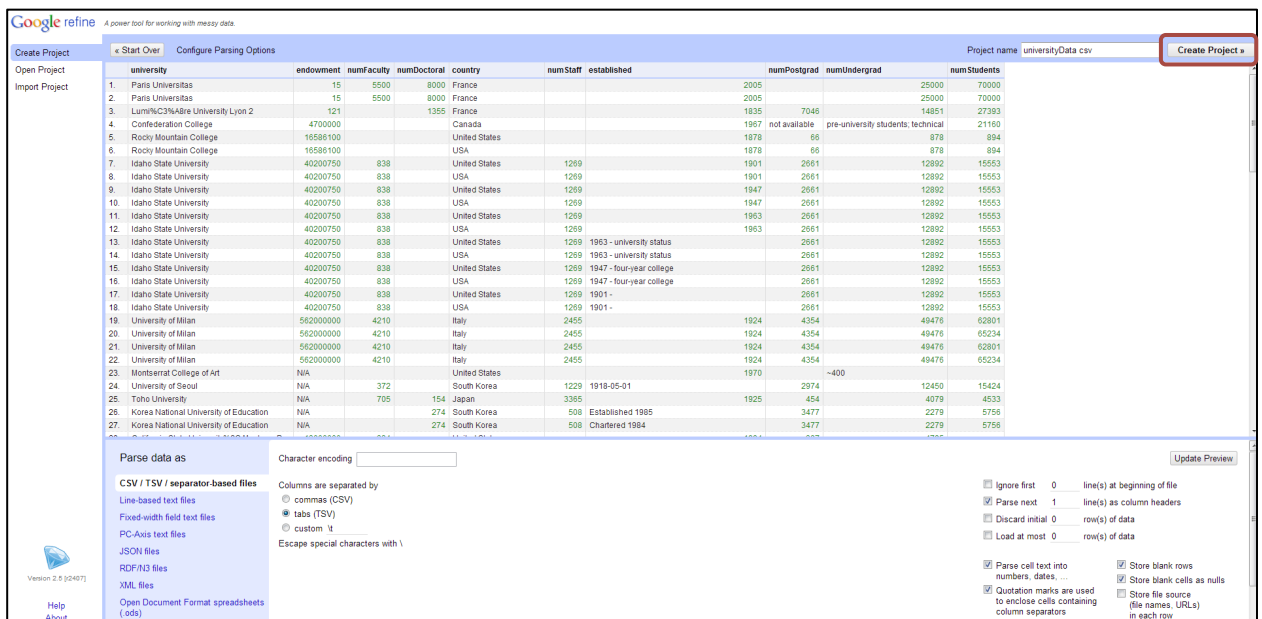 Google refine A power tool for working with messy data.
Create Project
Open Project
Import Project
« Start Over Configure Parsing Options Project name universityData csv Create Project »
university endowment numFaculty numDoctoral country numStaff established numPostgrad numUndergrad numStudents
1. Paris Universitas 15 5500 8000 France 2005 25000 70000
2. Paris Universitas 15 5500 8000 France 2005 25000 70000
3. Lumi%C3%A8re University Lyon 2 121 1355 France 1835 7046 14851 27393
4. Confederation College 4700000 Canada 1967 not available pre-university students; technical 21160
5. Rocky Mountain College 16586100 United States 1878 66 878 894
6. Rocky Mountain College 16586100 USA 1878 66 878 894
7. Idaho State University 40200750 838 United States 1269 1901 2661 12892 15553
8. Idaho State University 40200750 838 USA 1269 1901 2661 12892 15553
9. Idaho State University 40200750 838 United States 1269 1947 2661 12892 15553
10. Idaho State University 40200750 838 USA 1269 1947 2661 12892 15553
11. Idaho State University 40200750 838 United States 1269 1963 2661 12892 15553
12. Idaho State University 40200750 838 USA 1269 1963 2661 12892 15553
13. Idaho State University 40200750 838 United States 1269 1963 - university status 2661 12892 15553
14. Idaho State University 40200750 838 USA 1269 1963 - university status 2661 12892 15553
15. Idaho State University 40200750 838 United States 1269 1947 - four-year college 2661 12892 15553
16. Idaho State University 40200750 838 USA 1269 1947 - four-year college 2661 12892 15553
17. Idaho State University 40200750 838 United States 1269 1901 - 2661 12892 15553
18. Idaho State University 40200750 838 USA 1269 1901 - 2661 12892 15553
19. University of Milan 562000000 4210 Italy 2455 1924 4354 49476 62801
20. University of Milan 562000000 4210 Italy 2455 1924 4354 49476 65234
21. University of Milan 562000000 4210 Italy 2455 1924 4354 49476 62801
22. University of Milan 562000000 4210 Italy 2455 1924 4354 49476 65234
23. Montserrat College of Art N/A United States 1970 ~400
24. University of Seoul N/A 372 South Korea 1229 1918-05-01 2974 12450 15424
25. Toho University N/A 705 154 Japan 3365 1925 454 4079 4533
26. Korea National University of Education N/A 274 South Korea 508 Established 1985 3477 2279 5756
27. Korea National University of Education N/A 274 South Korea 508 Chartered 1984 3477 2279 5756
Parse data as
CSV / TSV / separator-based files
Line-based text files
Fixed-width field text files
PC-Axis text files
JSON files
RDF/N3 files
XML files
Open Document Format spreadsheets
(.ods)
Character encoding
Update Preview
Columns are separated by
commas (CSV)
tabs (TSV)
custom \t
Escape special characters with \
Ignore first 0 line(s) at beginning of file
Parse next 1 line(s) as column headers
Discard initial 0 row(s) of data
Load at most 0 row(s) of data
Parse cell text into
numbers, dates, ...
Quotation marks are used
to enclose cells containing
column separators
Store blank rows
Store blank cells as nulls
Store file source
(file names, URLs)
in each row
Version 2.5 [r2407]
Help
About